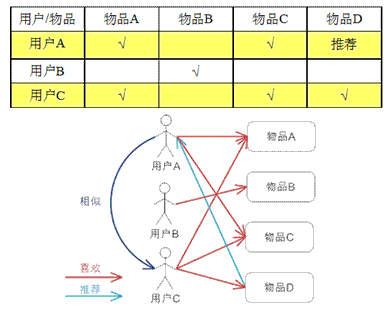 用户/物品 物品A 物品B 物品C 物品D
用户A √ √ 推荐
用户B √
用户C √ √ √
物品A
用户A
物品B
相似
用户B
物品C
喜欢
推荐
用户C
物品D